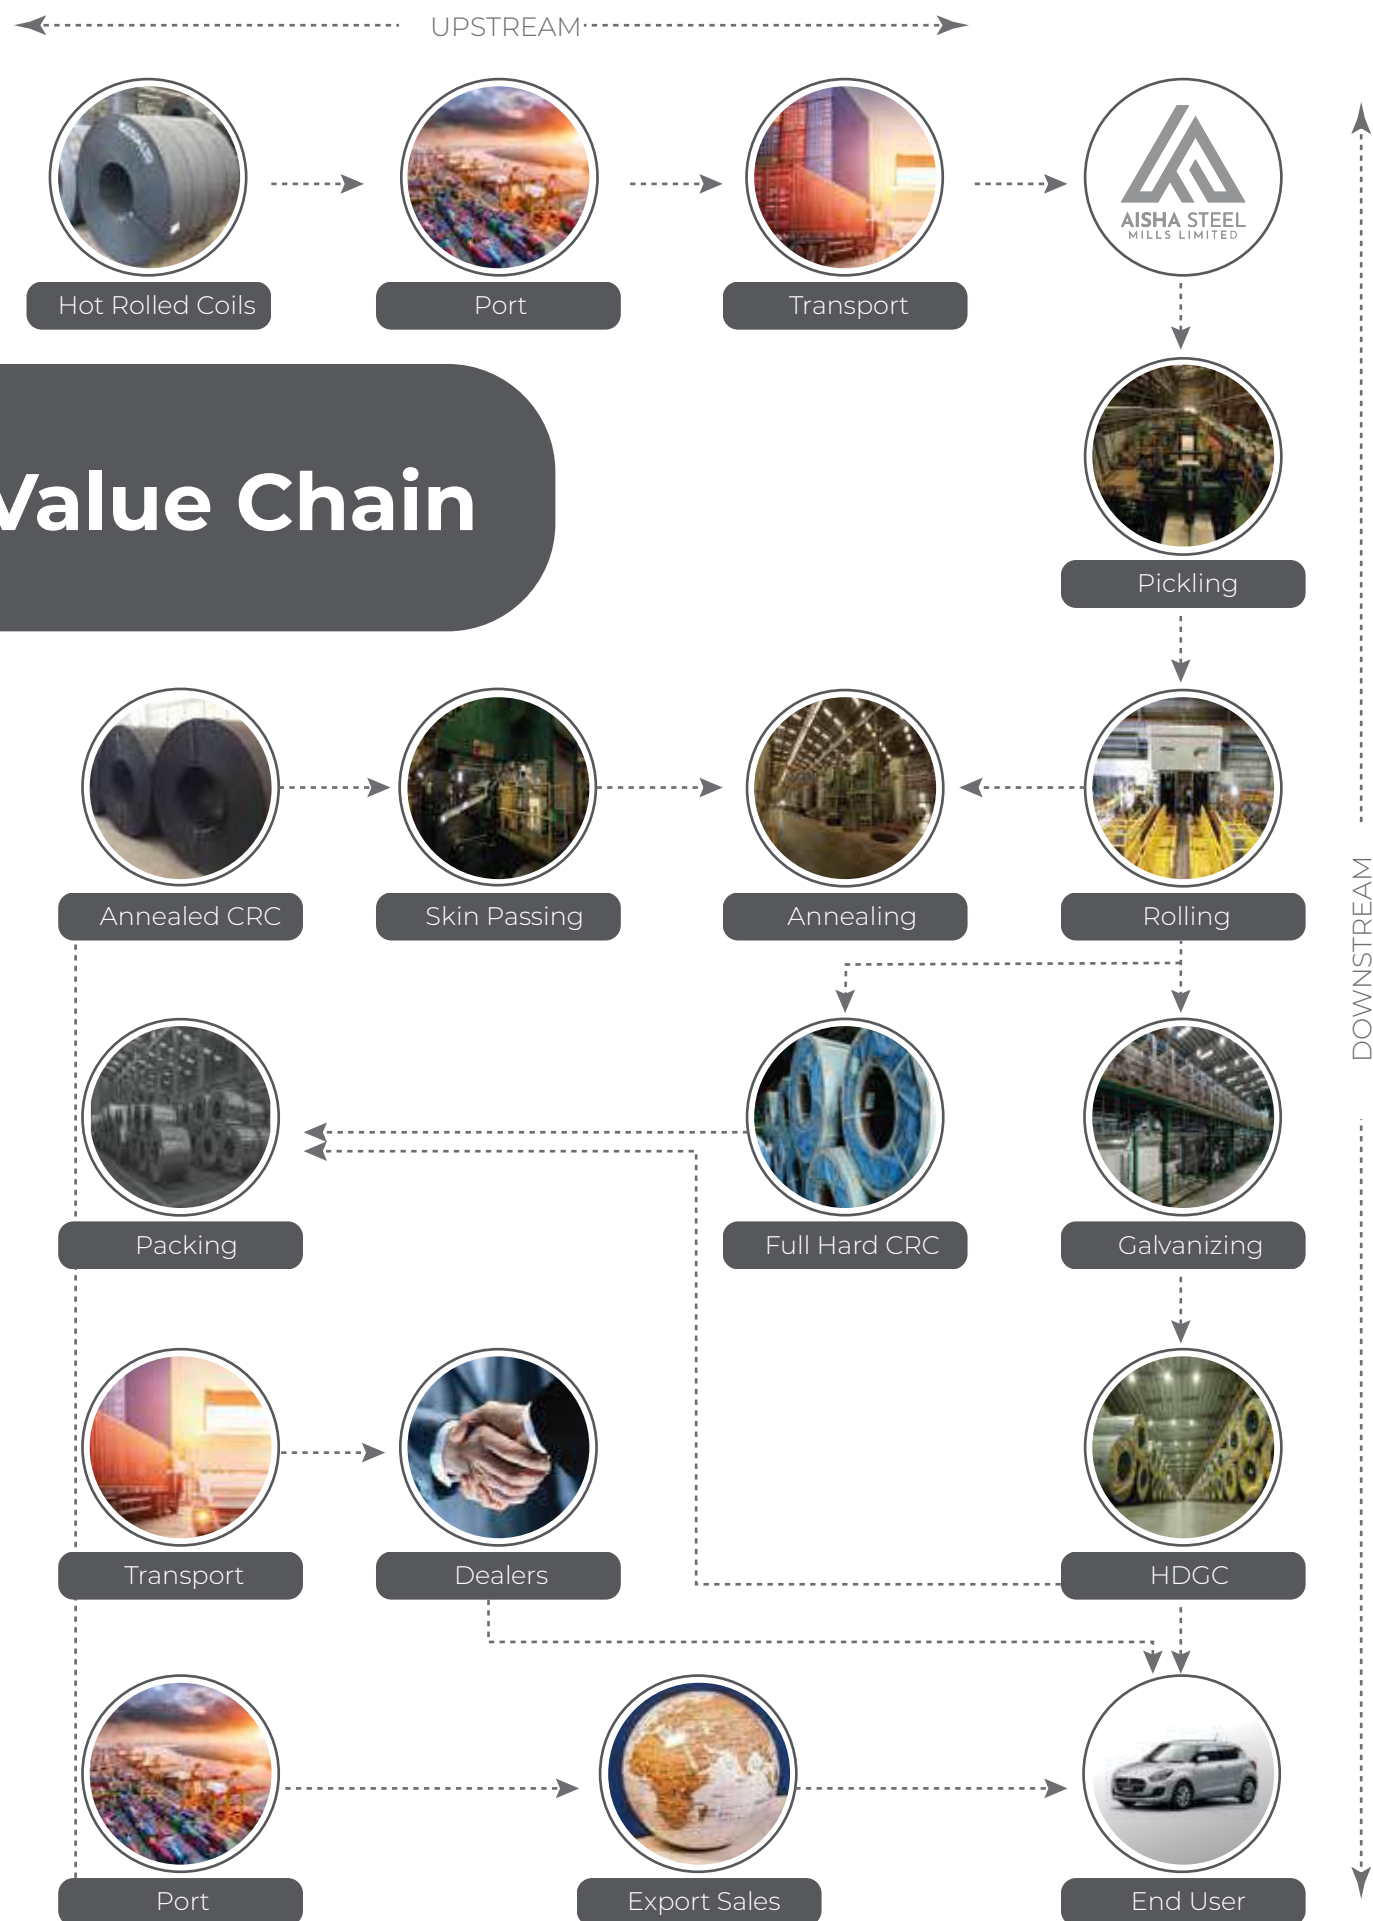 UPSTREAM
AISHA STEEL
MILLS LIMITED
Hot Rolled Coils
Port
Transport
Value Chain
Pickling
Annealed CRC
Skin Passing
Annealing
Rolling
DOWNSTREAM
Packing
Full Hard CRC
Galvanizing
Transport
Dealers
HDGC
Port
Export Sales
End User